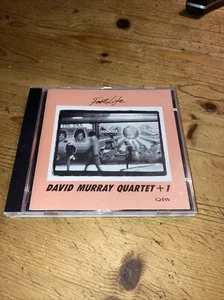 Fast Life
DAVID MURRAY QUARTET + 1
DIW